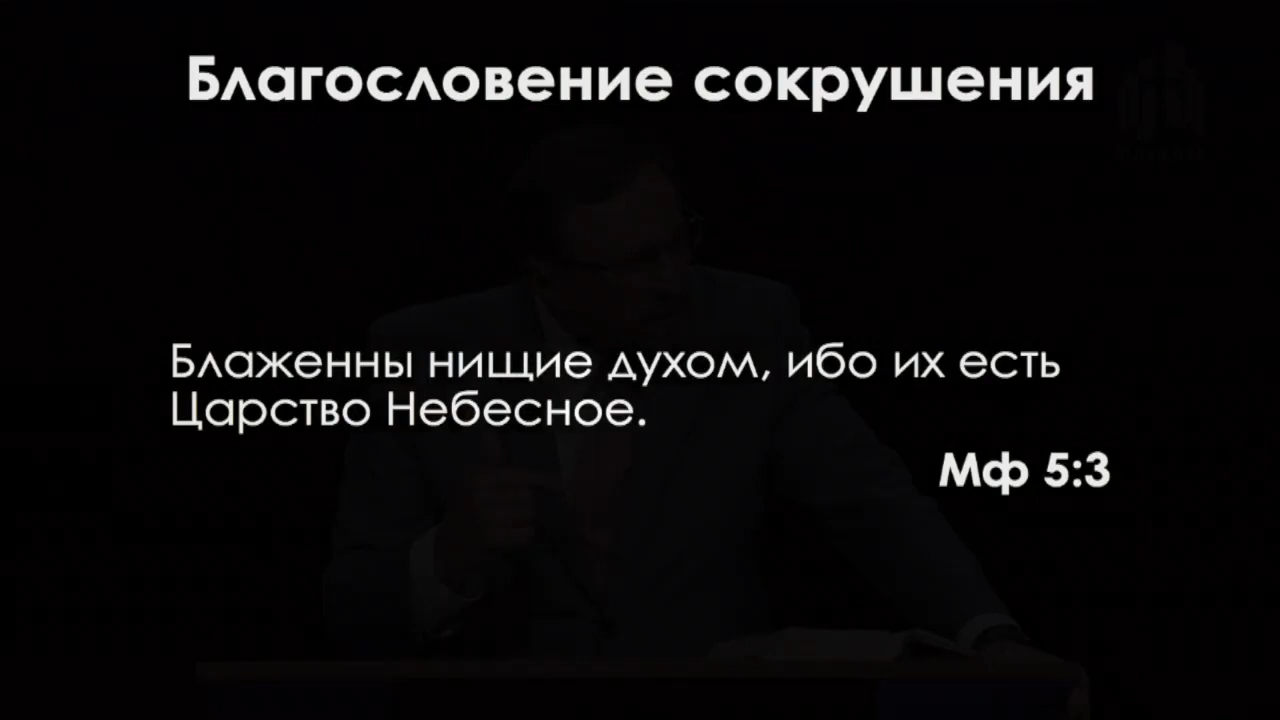 Благословение сокрушения
Блаженны нищие духом, ибо их есть
Царство Небесное.
Мф 5:3